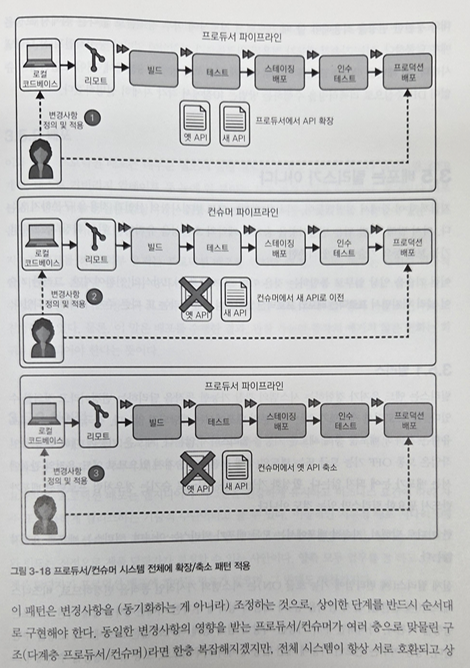 프로듀서 파이프라인
로컬
코드베이스
리모트
빌드
테스트
스테이징
배포
인수
테스트
프로덕션
배포
변경사항
정의 및 적용
1
옛 API
새 API
프로듀서에서 API 확장
컨슈머 파이프라인
로컬
코드베이스
리모트
빌드
테스트
스테이징
배포
인수
테스트
프로덕션
배포
변경사항
정의 및 적용
2
옛 API
새 API
컨슈머에서 새 API로 이전
프로듀서 파이프라인
로컬
코드베이스
리모트
빌드
테스트
스테이징
배포
인수
테스트
프로덕션
배포
변경사항
정의 및 적용
3
옛 API
새 API
컨슈머에서 옛 API 축소
그림 3-18 프로듀서/컨슈머 시스템 전체에 확장/축소 패턴 적용
이 패턴은 변경사항을 (동기화하는 게 아니라) 조정하는 것으로, 상이한 단계를 반드시 순서대
로 구현해야 한다. 동일한 변경사항의 영향을 받는 프로듀서/컨슈머가 여러 층으로 맞물린 구
조(다계층 프로듀서/컨슈머)라면 한층 복잡해지겠지만, 전체 시스템이 항상 서로 호환되고 상